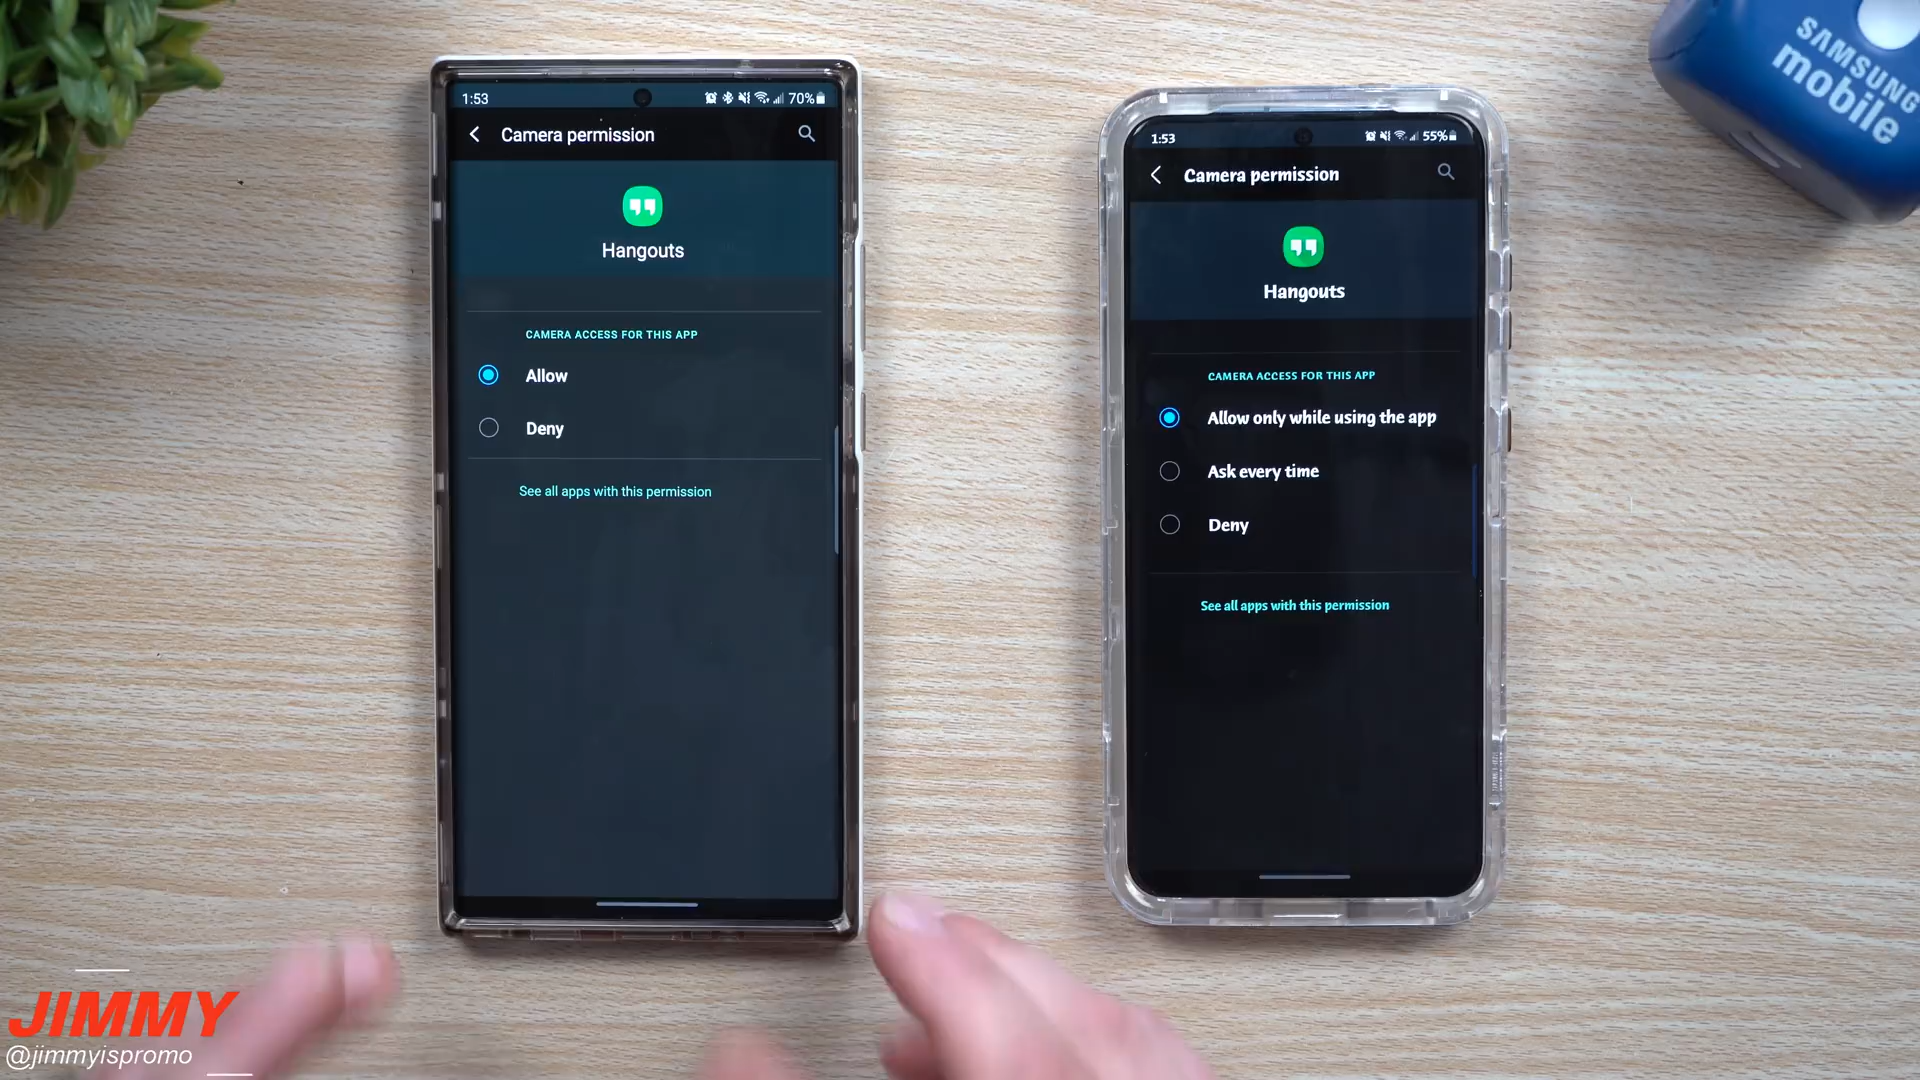 1:53
70%
Camera permission
Hangouts
CAMERA ACCESS FOR THIS APP
Allow
Deny
See all apps with this permission
1:53
55%
Camera permission
Hangouts
CAMERA ACCESS FOR THIS APP
Allow only while using the app
Ask every time
Deny
See all apps with this permission
SAMSUNG
mobile
JIMMY
@jimmyispromo